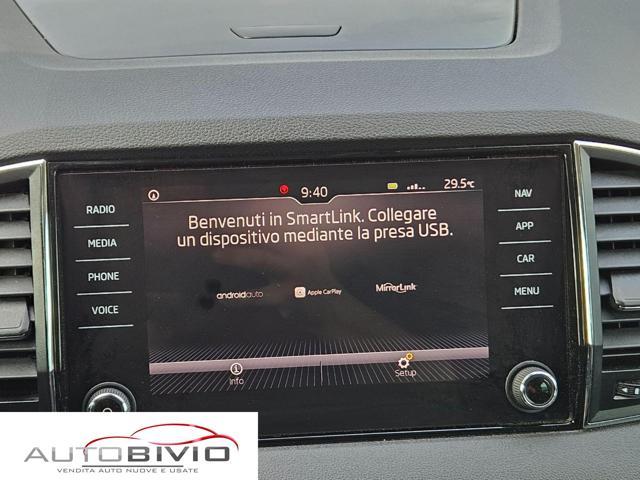 9:40
29.5°C
RADIO
MEDIA
PHONE
VOICE
Benvenuti in SmartLink. Collegare
un dispositivo mediante la presa USB.
androidauto
Apple CarPlay
MirrorLink
Info
Setup
NAV
APP
CAR
MENU
AUTOBIVIO
VENDITA AUTO NUOVE E USATE